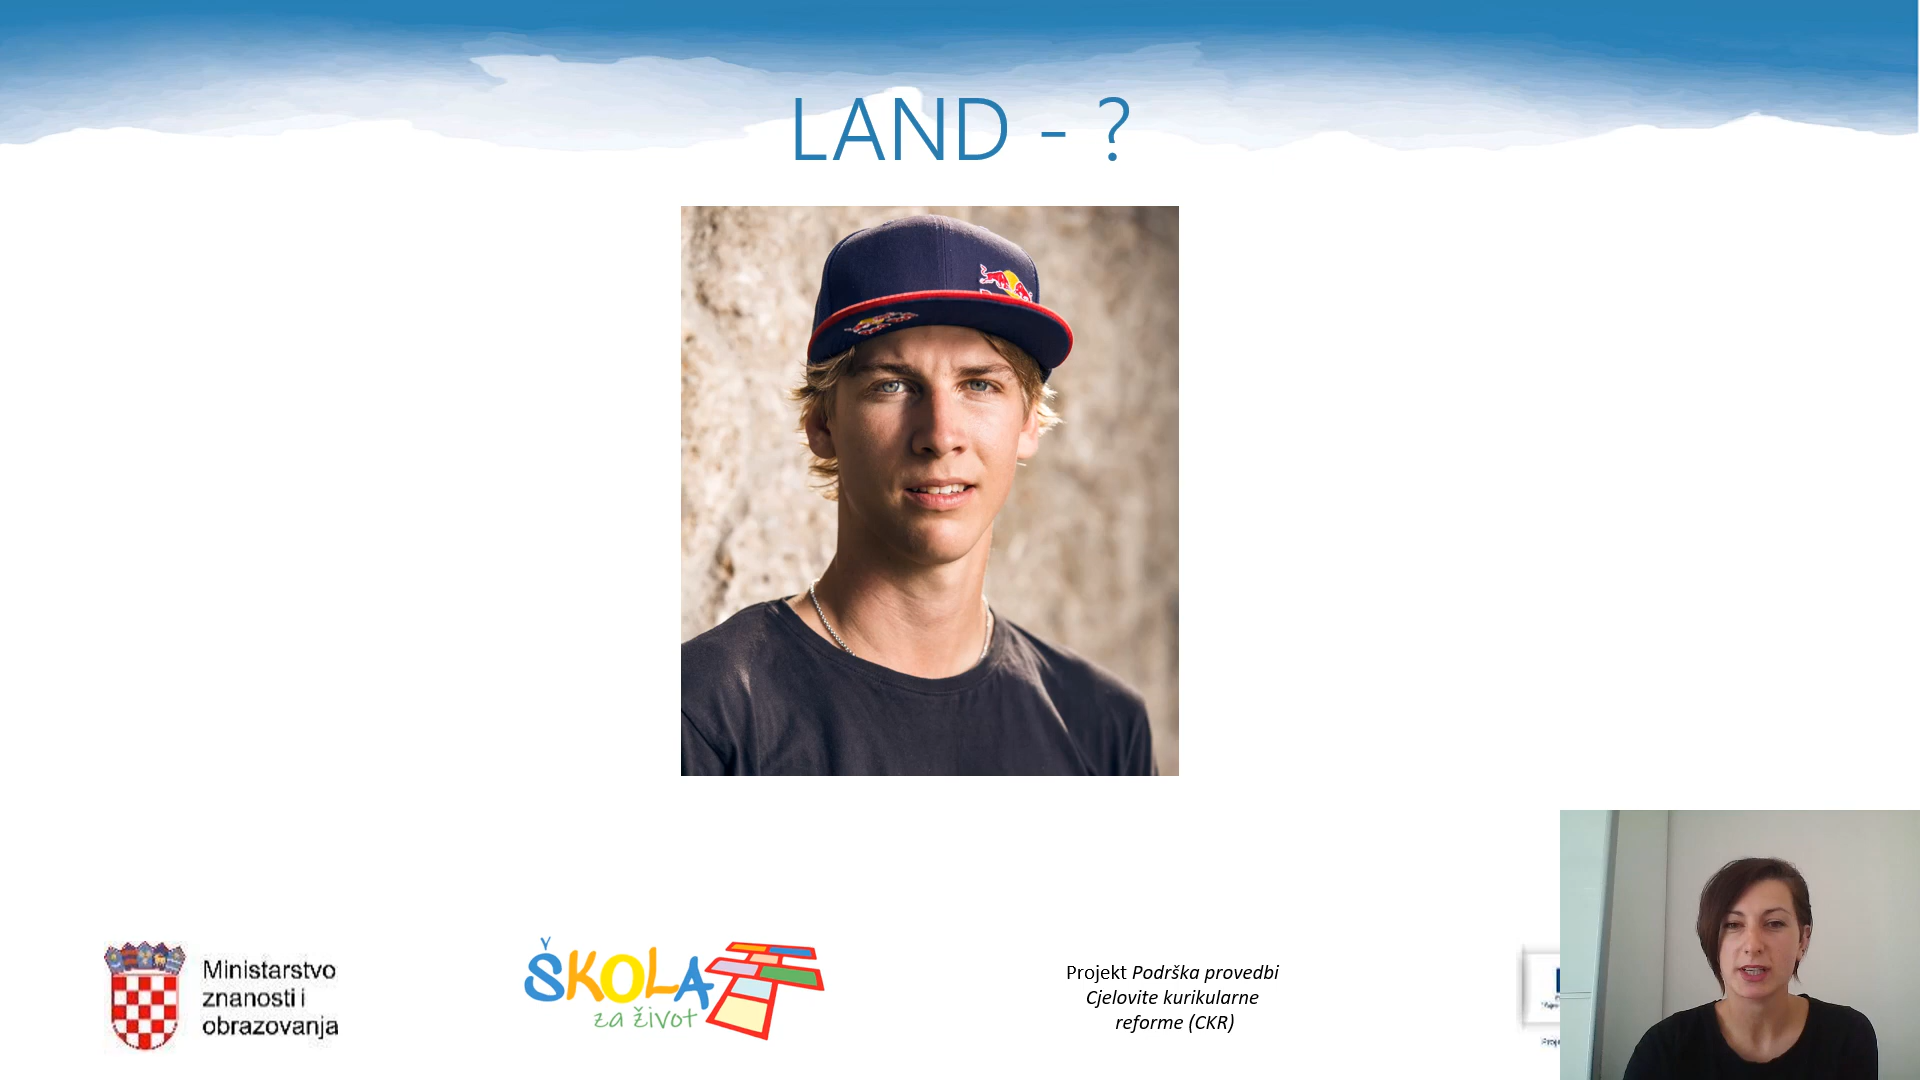 LAND - ?
Ministarstvo
znanosti i
obrazovanja
ŠKOLA
za život
Projekt Podrška provedbi
Cjelovite kurikularne
reforme (CKR)